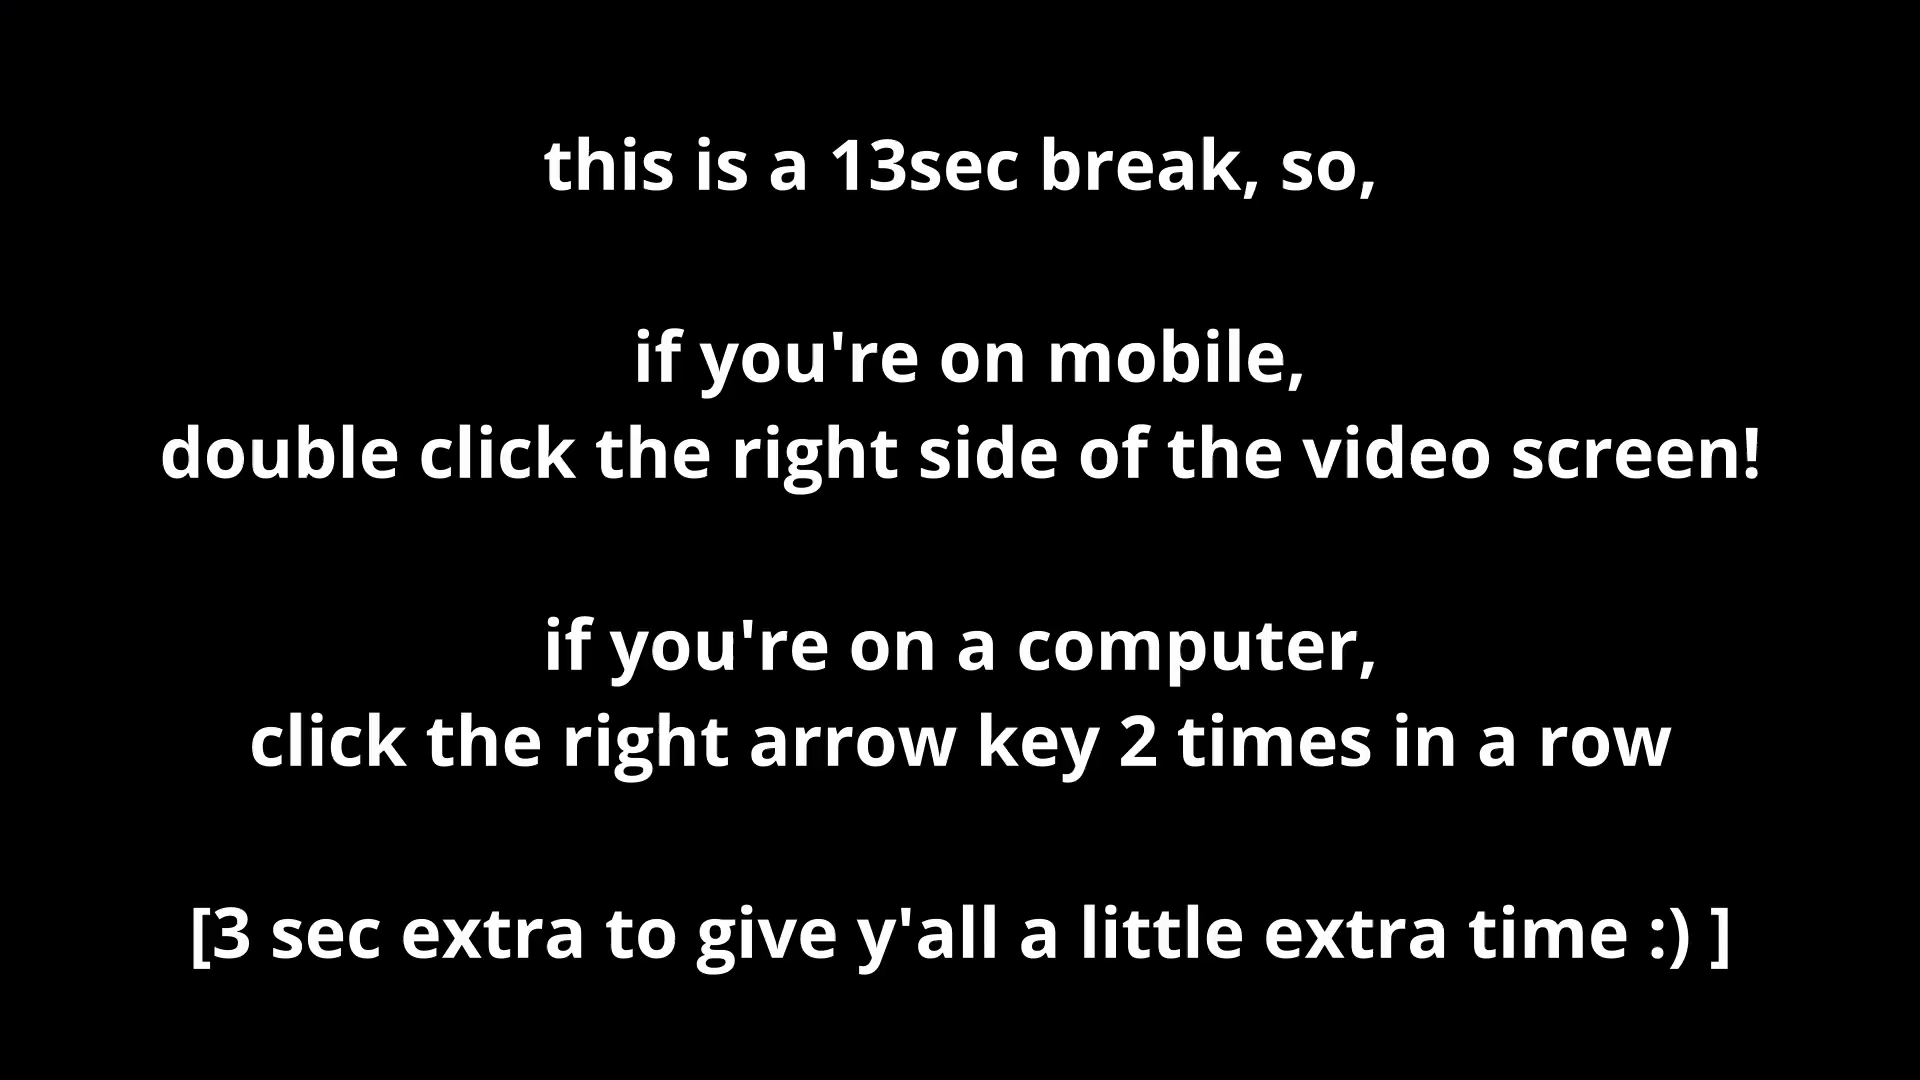 this is a 13sec break, so,
if you're on mobile,
double click the right side of the video screen!
if you're on a computer,
click the right arrow key 2 times in a row
[3 sec extra to give y'all a little extra time :) ]